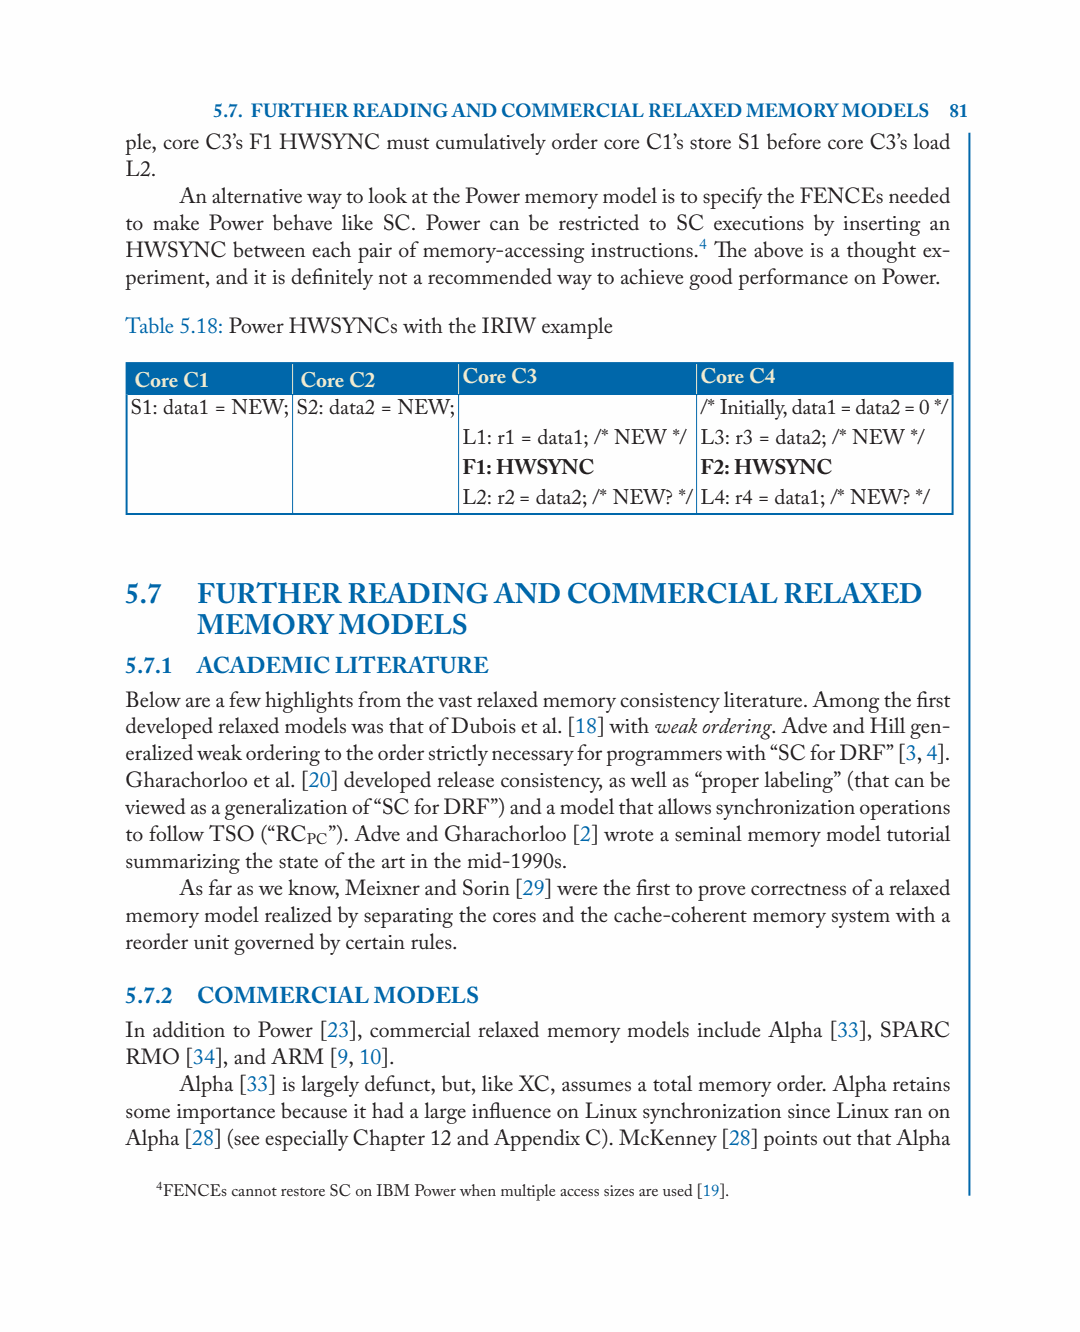 5.7. FURTHER READING AND COMMERCIAL RELAXED MEMORY MODELS 81
ple, core C3’s F1 HWSYNC must cumulatively order core C1’s store S1 before core C3’s load
L2.
An alternative way to look at the Power memory model is to specify the FENCEs needed
to make Power behave like SC. Power can be restricted to SC executions by inserting an
HWSYNC between each pair of memory-accessing instructions.4 The above is a thought ex-
periment, and it is definitely not a recommended way to achieve good performance on Power.
Table 5.18: Power HWSYNCs with the IRIW example
Core C1 Core C2 Core C3 Core C4
S1: data1 = NEW; S2: data2 = NEW; /* Initially, data1 = data2 = 0 */
L1: r1 = data1; /* NEW */ L3: r3 = data2; /* NEW */
F1: HWSYNC F2: HWSYNC
L2: r2 = data2; /* NEW? */ L4: r4 = data1; /* NEW? */
5.7 FURTHER READING AND COMMERCIAL RELAXED
MEMORY MODELS
5.7.1 ACADEMIC LITERATURE
Below are a few highlights from the vast relaxed memory consistency literature. Among the first
developed relaxed models was that of Dubois et al. [18] with weak ordering. Adve and Hill gen-
eralized weak ordering to the order strictly necessary for programmers with “SC for DRF” [3, 4].
Gharachorloo et al. [20] developed release consistency, as well as “proper labeling” (that can be
viewed as a generalization of “SC for DRF”) and a model that allows synchronization operations
to follow TSO (“RCPC”). Adve and Gharachorloo [2] wrote a seminal memory model tutorial
summarizing the state of the art in the mid-1990s.
As far as we know, Meixner and Sorin [29] were the first to prove correctness of a relaxed
memory model realized by separating the cores and the cache-coherent memory system with a
reorder unit governed by certain rules.
5.7.2 COMMERCIAL MODELS
In addition to Power [23], commercial relaxed memory models include Alpha [33], SPARC
RMO [34], and ARM [9, 10].
Alpha [33] is largely defunct, but, like XC, assumes a total memory order. Alpha retains
some importance because it had a large influence on Linux synchronization since Linux ran on
Alpha [28] (see especially Chapter 12 and Appendix C). McKenney [28] points out that Alpha
4FENCEs cannot restore SC on IBM Power when multiple access sizes are used [19].